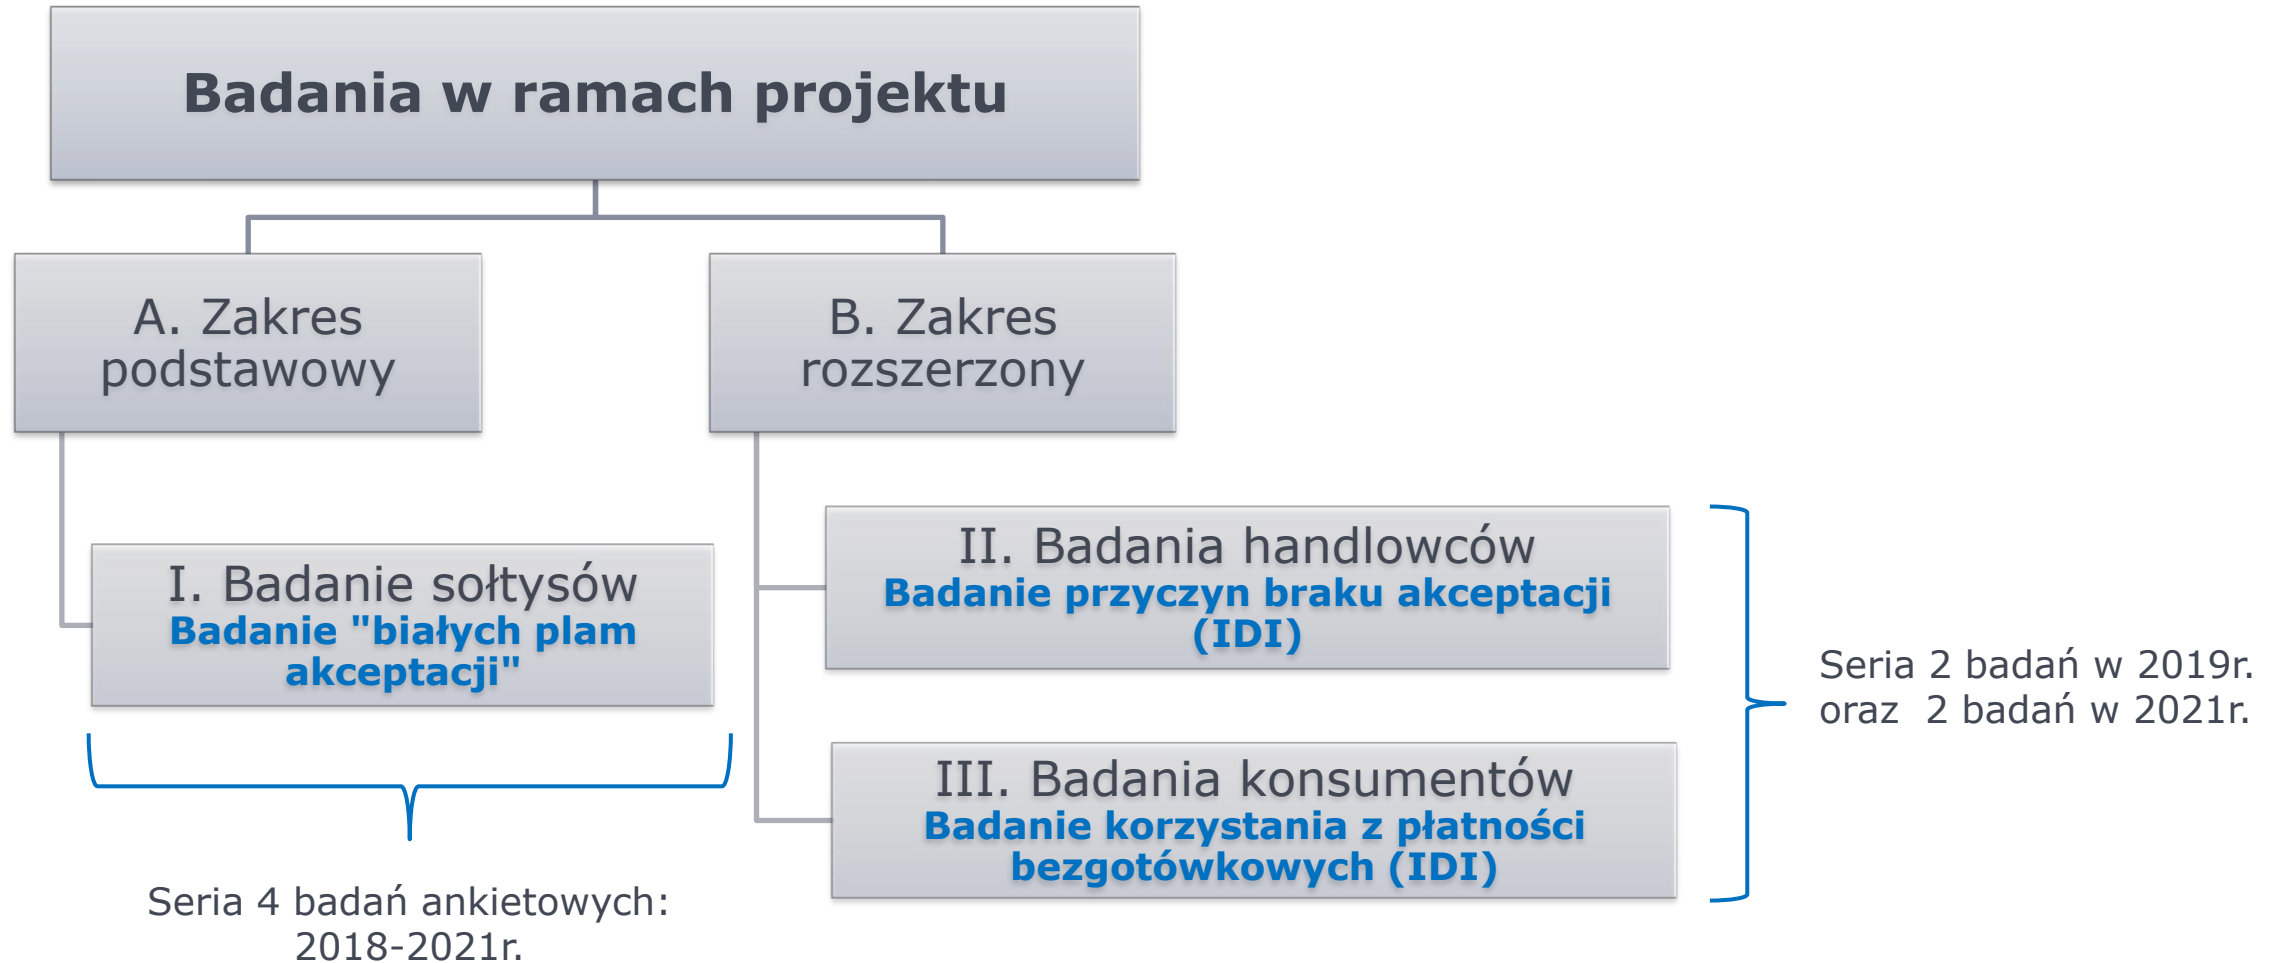 Badania w ramach projektu
A. Zakres
podstawowy
B. Zakres
rozszerzony
I. Badanie sołtysów
Badanie "białych plam
akceptacji"
II. Badania handlowców
Badanie przyczyn braku akceptacji
(IDI)
III. Badania konsumentów
Badanie korzystania z płatności
bezgotówkowych (IDI)
Seria 2 badań w 2019r.
oraz  2 badań w 2021r.
Seria 4 badań ankietowych:
2018-2021r.